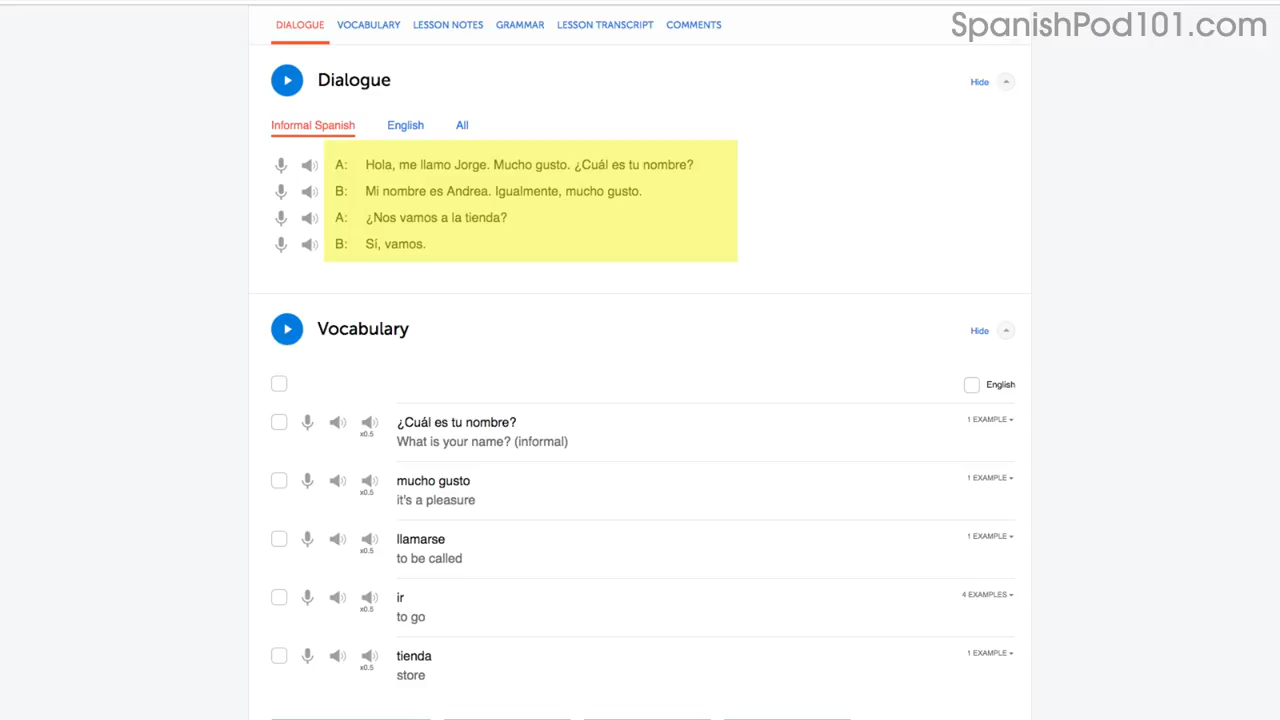 SpanishPod101.com
DIALOGUE VOCABULARY LESSON NOTES GRAMMAR LESSON TRANSCRIPT COMMENTS
Dialogue
Hide
Informal Spanish English All
A: Hola, me llamo Jorge. Mucho gusto. ¿Cuál es tu nombre?
B: Mi nombre es Andrea. Igualmente, mucho gusto.
A: ¿Nos vamos a la tienda?
B: Sí, vamos.
Vocabulary
Hide
English
¿Cuál es tu nombre?
1 EXAMPLE
x0.5
What is your name? (informal)
mucho gusto
1 EXAMPLE
x0.5
it's a pleasure
llamarse
1 EXAMPLE
x0.5
to be called
ir
4 EXAMPLES
x0.5
to go
tienda
1 EXAMPLE
x0.5
store